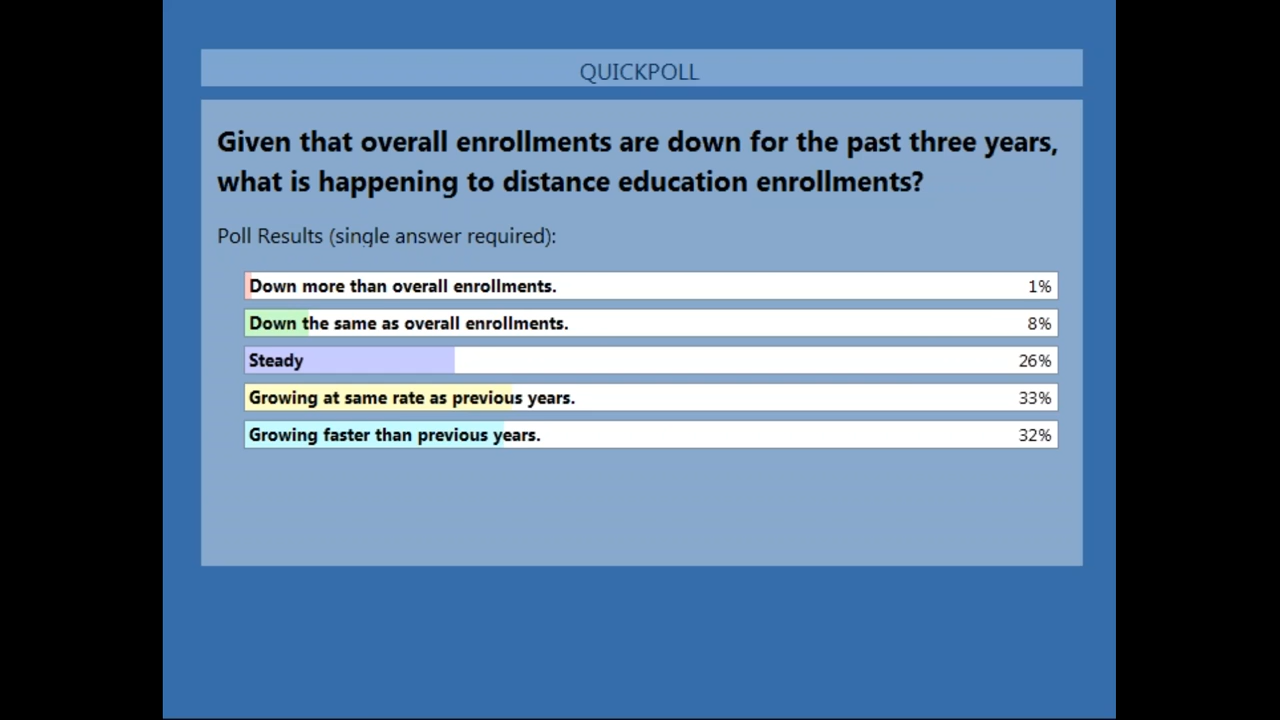 QUICKPOLL
Given that overall enrollments are down for the past three years,
what is happening to distance education enrollments?
Poll Results (single answer required):
Down more than overall enrollments. 1%
Down the same as overall enrollments. 8%
Steady 26%
Growing at same rate as previous years. 33%
Growing faster than previous years. 32%